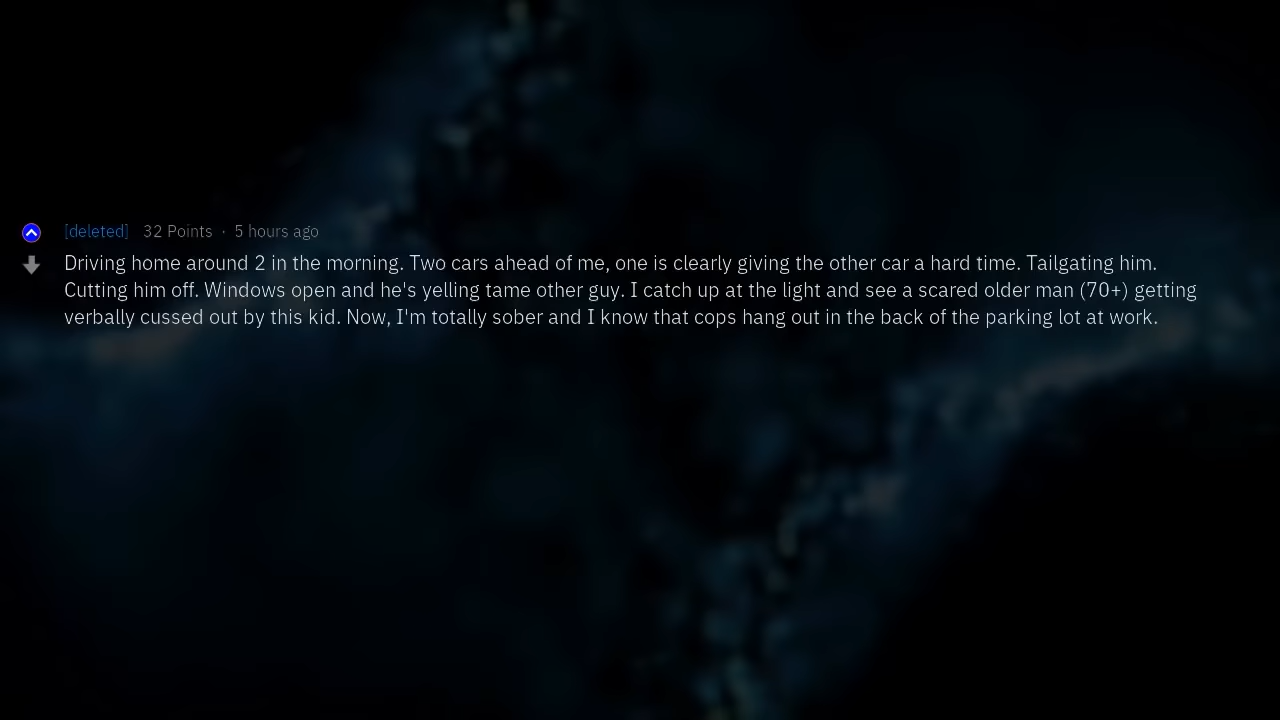 [deleted] 32 Points · 5 hours ago
Driving home around 2 in the morning. Two cars ahead of me, one is clearly giving the other car a hard time. Tailgating him.
Cutting him off. Windows open and he's yelling tame other guy. I catch up at the light and see a scared older man (70+) getting
verbally cussed out by this kid. Now, I'm totally sober and I know that cops hang out in the back of the parking lot at work.